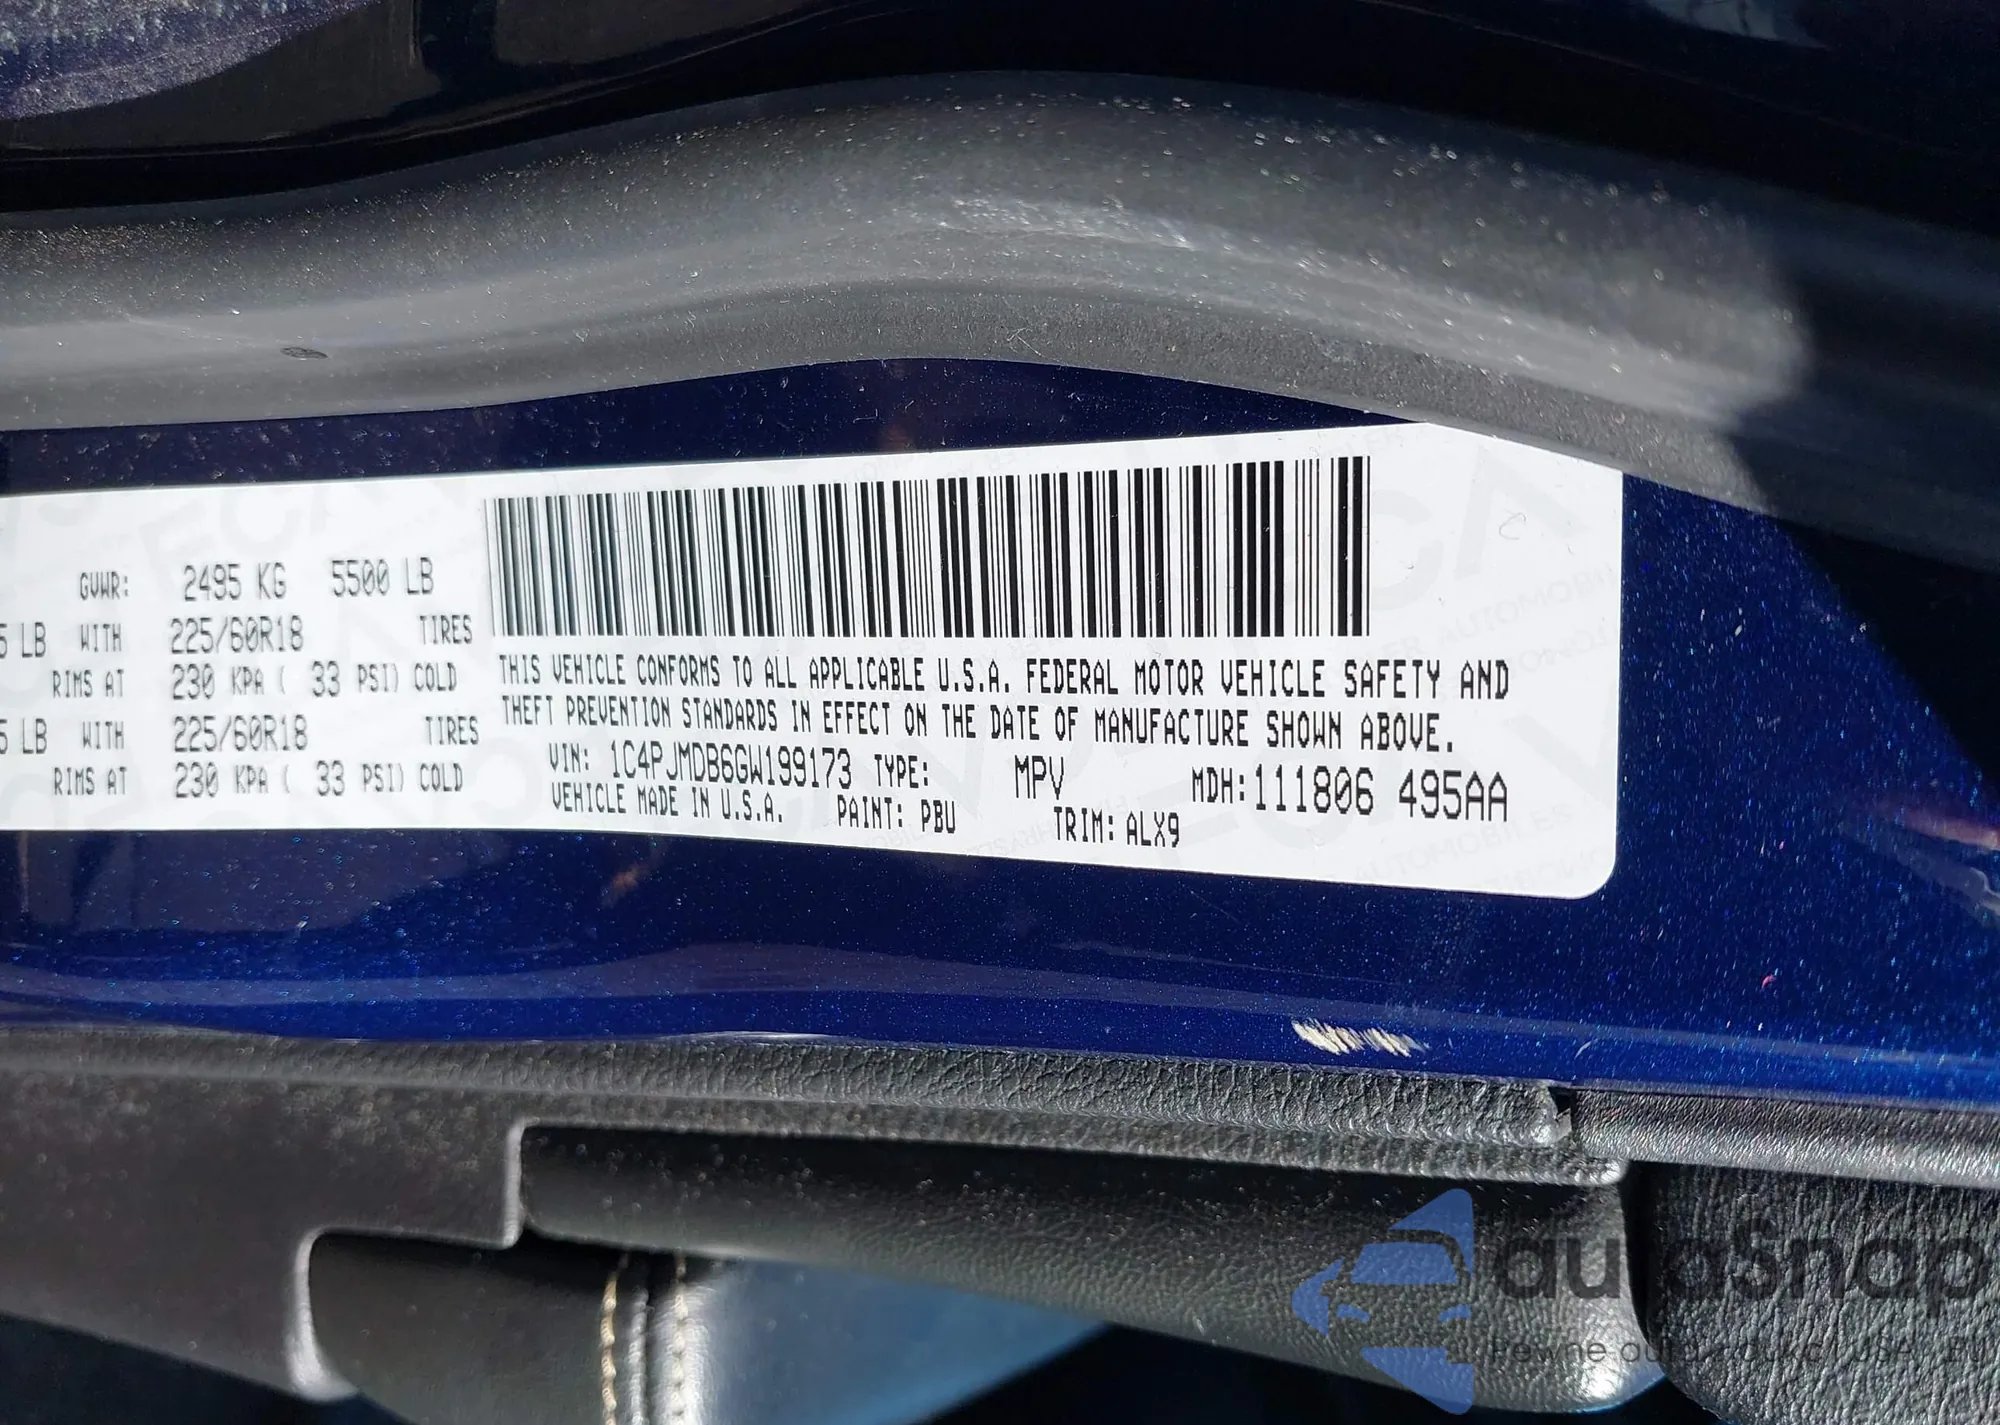 GVWR: 2495 KG 5500 LB
5 LB WITH 225/60R18 TIRES
RIMS AT 230 KPA ( 33 PSI) COLD
5 LB WITH 225/60R18 TIRES
RIMS AT 230 KPA ( 33 PSI) COLD
THIS VEHICLE CONFORMS TO ALL APPLICABLE U.S.A. FEDERAL MOTOR VEHICLE SAFETY AND
THEFT PREVENTION STANDARDS IN EFFECT ON THE DATE OF MANUFACTURE SHOWN ABOVE.
VIN: 1C4PJMDB6GW199173 TYPE: MPV MDH: 111806 495AA
VEHICLE MADE IN U.S.A. PAINT: PBU TRIM: ALX9
autoSnap
Pewne auta z